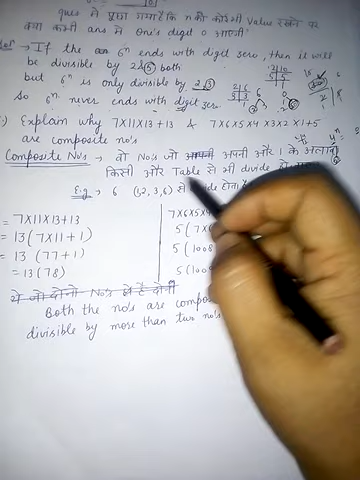 ques में पूछा गया है कि n की कोई भी value रखने पर
क्या कभी ans में one's digit 0 आएगी.
Sol → If the 6ⁿ ends with digit zero, then it will
be divisible by 2 & 5 both
but 6ⁿ is only divisible by 2, 3
So 6ⁿ never ends with digit zero.
Explain why 7×11×13+13 & 7×6×5×4×3×2×1+5
are composite no's
Composite Nos → वो No's जो अपनी अपनी और 1 के अलावा
किसी और Table से भी divide हो
E.g → 6 (1,2,3,6) से divide होता
= 7×11×13+13
= 13(7×11+1)
= 13 (77+1)
= 13(78)
7×6×5×4
5(7×6
5(1008
5(1009
ये जो दोनो No's
Both the no's are compos
divisible by more than two no's